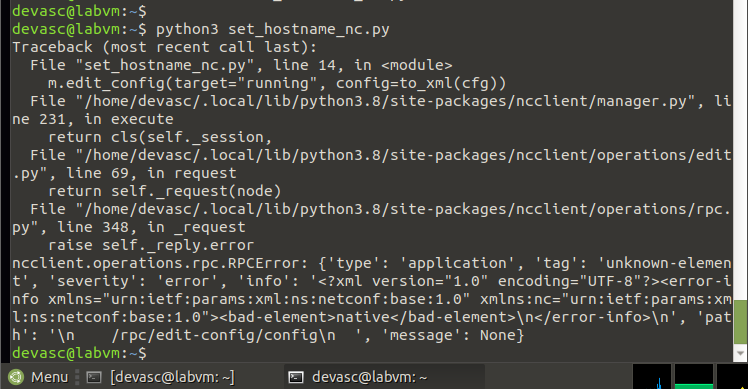 devasc@labvm:~$
devasc@labvm:~$ python3 set_hostname_nc.py
Traceback (most recent call last):
  File "set_hostname_nc.py", line 14, in <module>
    m.edit_config(target="running", config=to_xml(cfg))
  File "/home/devasc/.local/lib/python3.8/site-packages/ncclient/manager.py", li
ne 231, in execute
    return cls(self._session,
  File "/home/devasc/.local/lib/python3.8/site-packages/ncclient/operations/edit
.py", line 69, in request
    return self._request(node)
  File "/home/devasc/.local/lib/python3.8/site-packages/ncclient/operations/rpc.
py", line 348, in _request
    raise self._reply.error
ncclient.operations.rpc.RPCError: {'type': 'application', 'tag': 'unknown-elemen
t', 'severity': 'error', 'info': '<?xml version="1.0" encoding="UTF-8"?><error-i
nfo xmlns="urn:ietf:params:xml:ns:netconf:base:1.0" xmlns:nc="urn:ietf:params:xm
l:ns:netconf:base:1.0"><bad-element>native</bad-element>\n</error-info>\n', 'pat
h': '\n    /rpc/edit-config/config\n  ', 'message': None}
devasc@labvm:~$
Menu [devasc@labvm: ~] devasc@labvm: ~